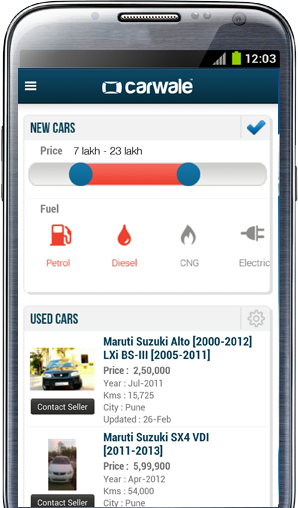 12:03
carwale
NEW CARS
Price 7 lakh - 23 lakh
Fuel
Petrol Diesel CNG Electric
USED CARS
Maruti Suzuki Alto [2000-2012]
LXi BS-III [2005-2011]
Price : 2,50,000
Year : Jul-2011
Kms : 15,725
City : Pune
Updated : 26-Feb
Contact Seller
Maruti Suzuki SX4 VDI
[2011-2013]
Price : 5,99,900
Year : Apr-2012
Kms : 54,000
City : Pune
Contact Seller